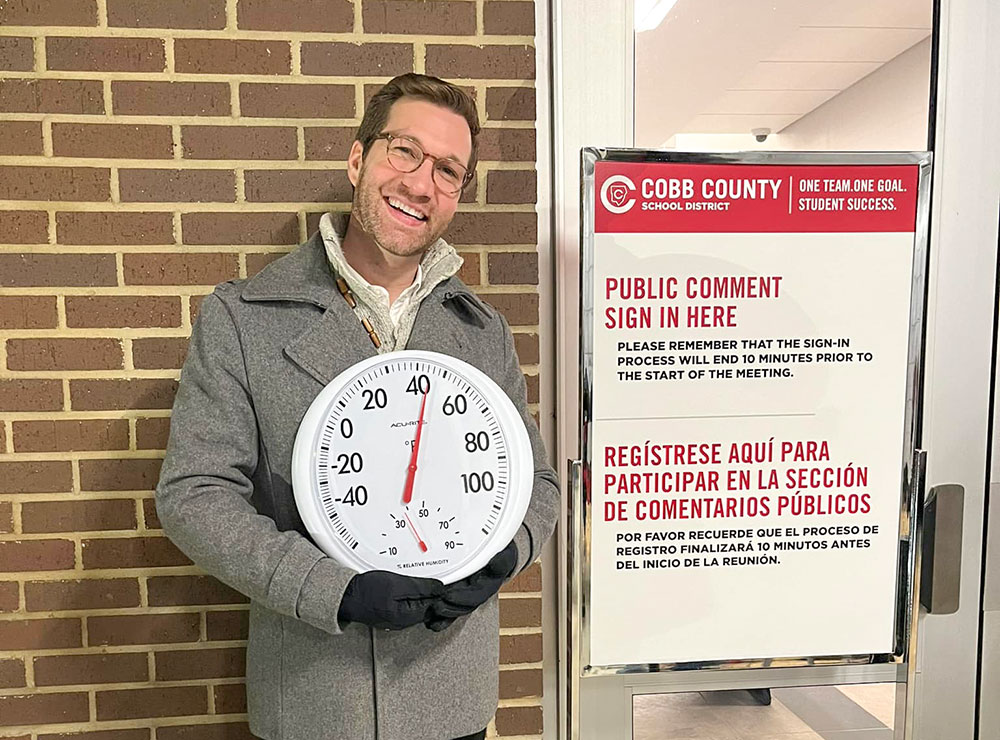 COBB COUNTY
SCHOOL DISTRICT
ONE TEAM.ONE GOAL.
STUDENT SUCCESS.
PUBLIC COMMENT
SIGN IN HERE
PLEASE REMEMBER THAT THE SIGN-IN
PROCESS WILL END 10 MINUTES PRIOR TO
THE START OF THE MEETING.
REGÍSTRESE AQUÍ PARA
PARTICIPAR EN LA SECCIÓN
DE COMENTARIOS PÚBLICOS
POR FAVOR RECUERDE QUE EL PROCESO DE
REGISTRO FINALIZARÁ 10 MINUTOS ANTES
DEL INICIO DE LA REUNIÓN.
-40
-20
0
20
40
60
80
100
ACU-RITE
°F
10
30
50
70
90
% RELATIVE HUMIDITY